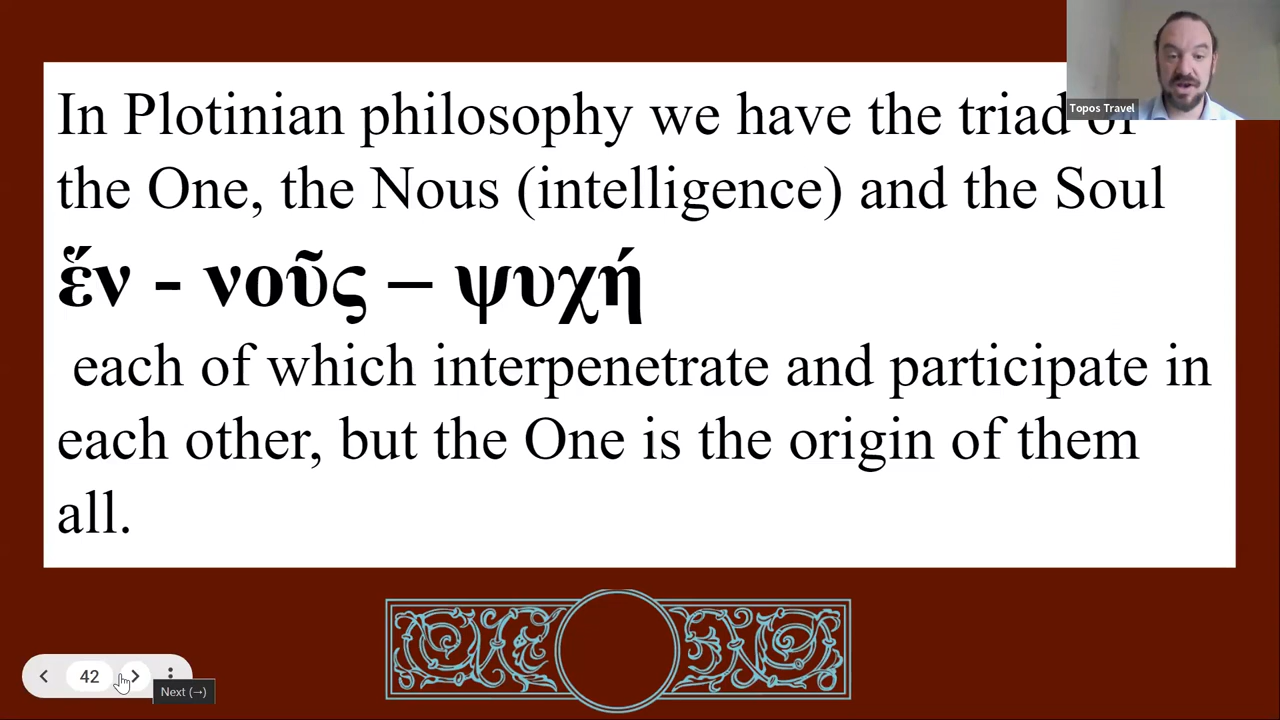 In Plotinian philosophy we have the triad of
the One, the Nous (intelligence) and the Soul
ἕν - νοῦς – ψυχή
each of which interpenetrate and participate in
each other, but the One is the origin of them
all.
Topos Travel
42
Next (→)